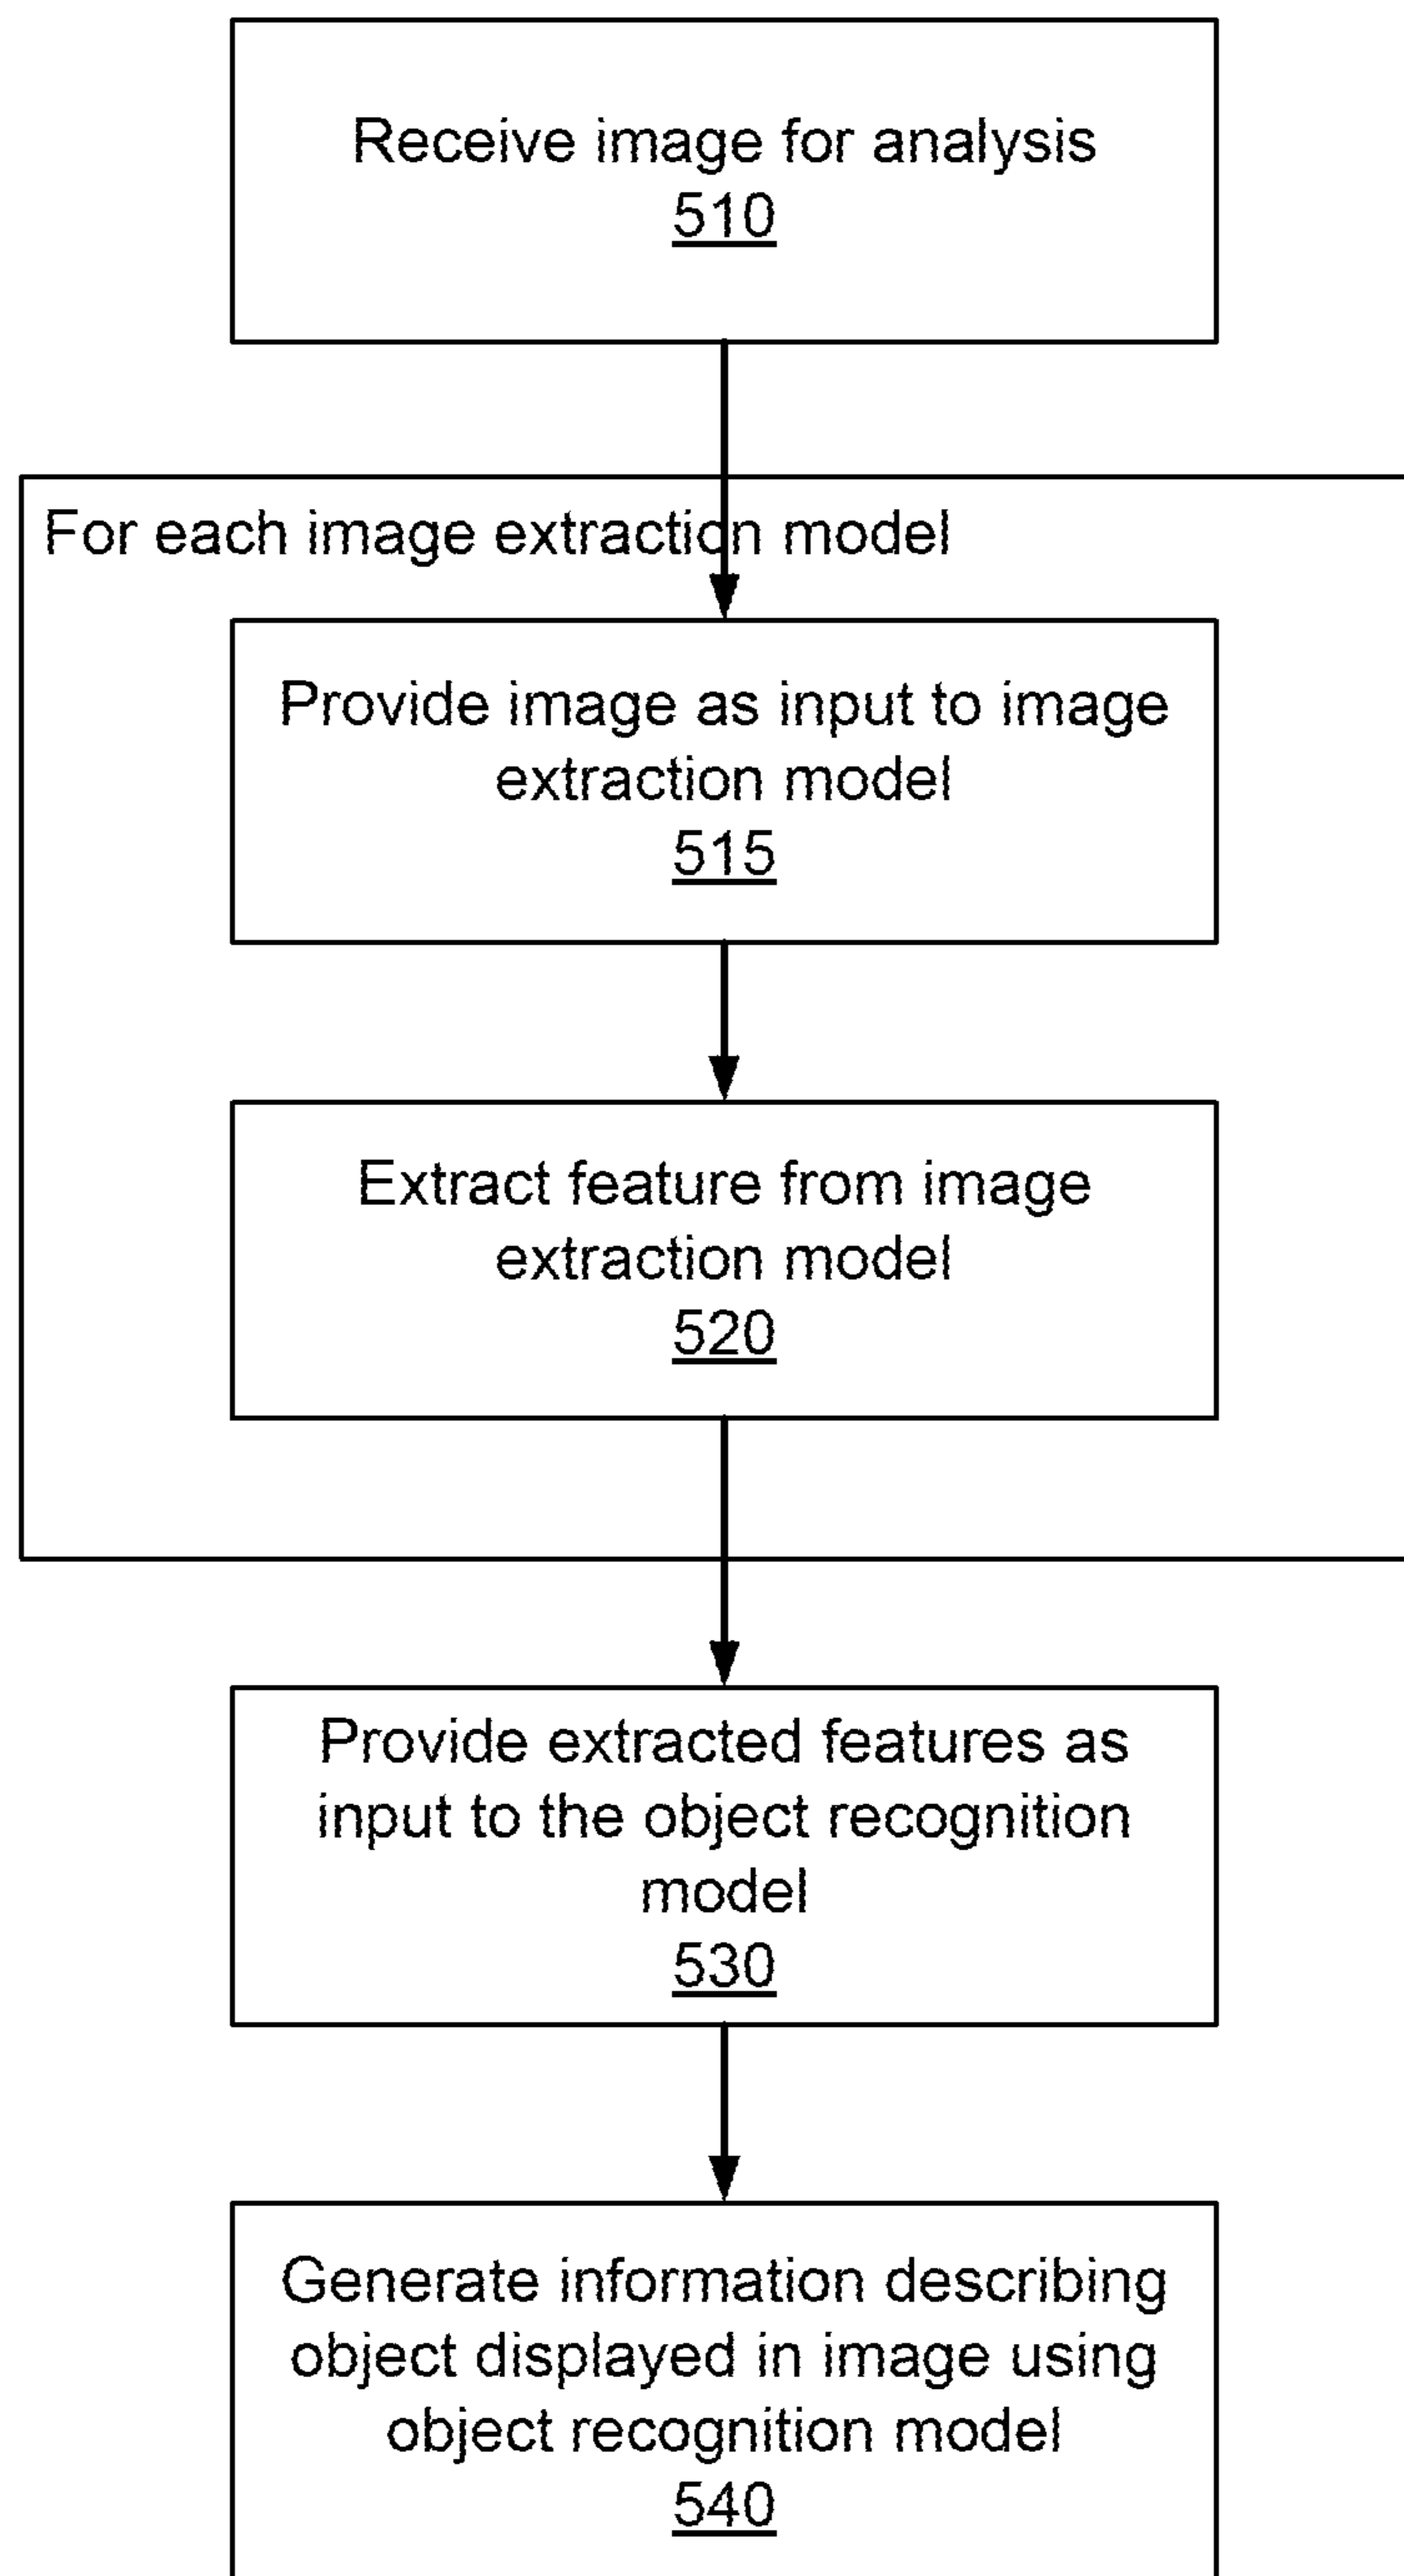 Receive image for analysis
510
For each image extraction model
Provide image as input to image
extraction model
515
Extract feature from image
extraction model
520
Provide extracted features as
input to the object recognition
model
530
Generate information describing
object displayed in image using
object recognition model
540